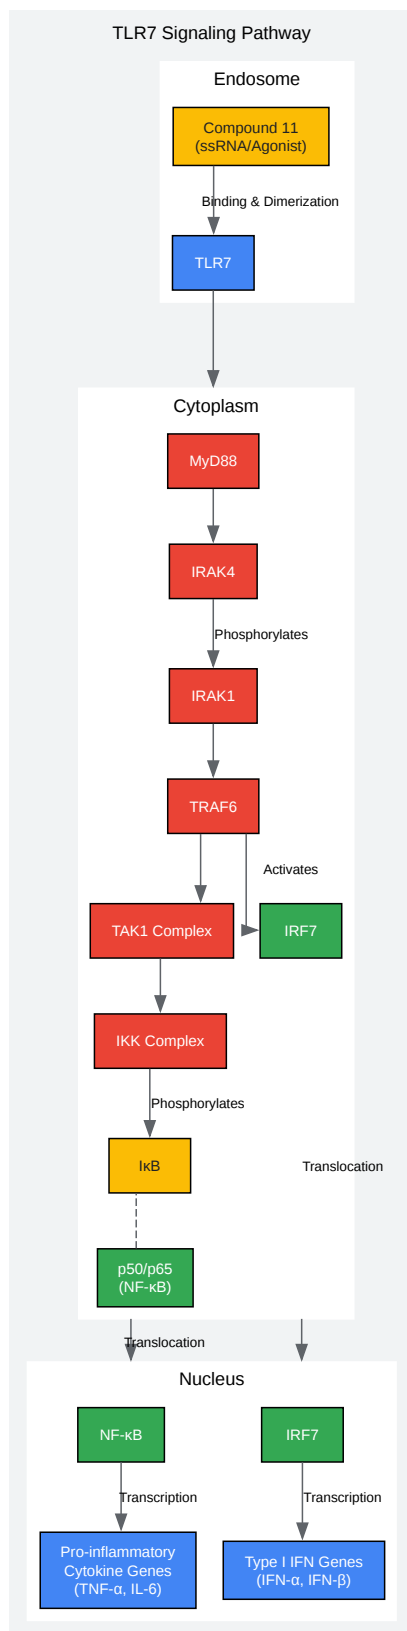 TLR7 Signaling Pathway
Endosome
Compound 11
(ssRNA/Agonist)
Binding & Dimerization
TLR7
Cytoplasm
MyD88
IRAK4
Phosphorylates
IRAK1
TRAF6
Activates
TAK1 Complex
IRF7
IKK Complex
Phosphorylates
IκB
Translocation
p50/p65
(NF-κB)
Translocation
Nucleus
NF-κB
IRF7
Transcription
Transcription
Pro-inflammatory
Cytokine Genes
(TNF-α, IL-6)
Type I IFN Genes
(IFN-α, IFN-β)